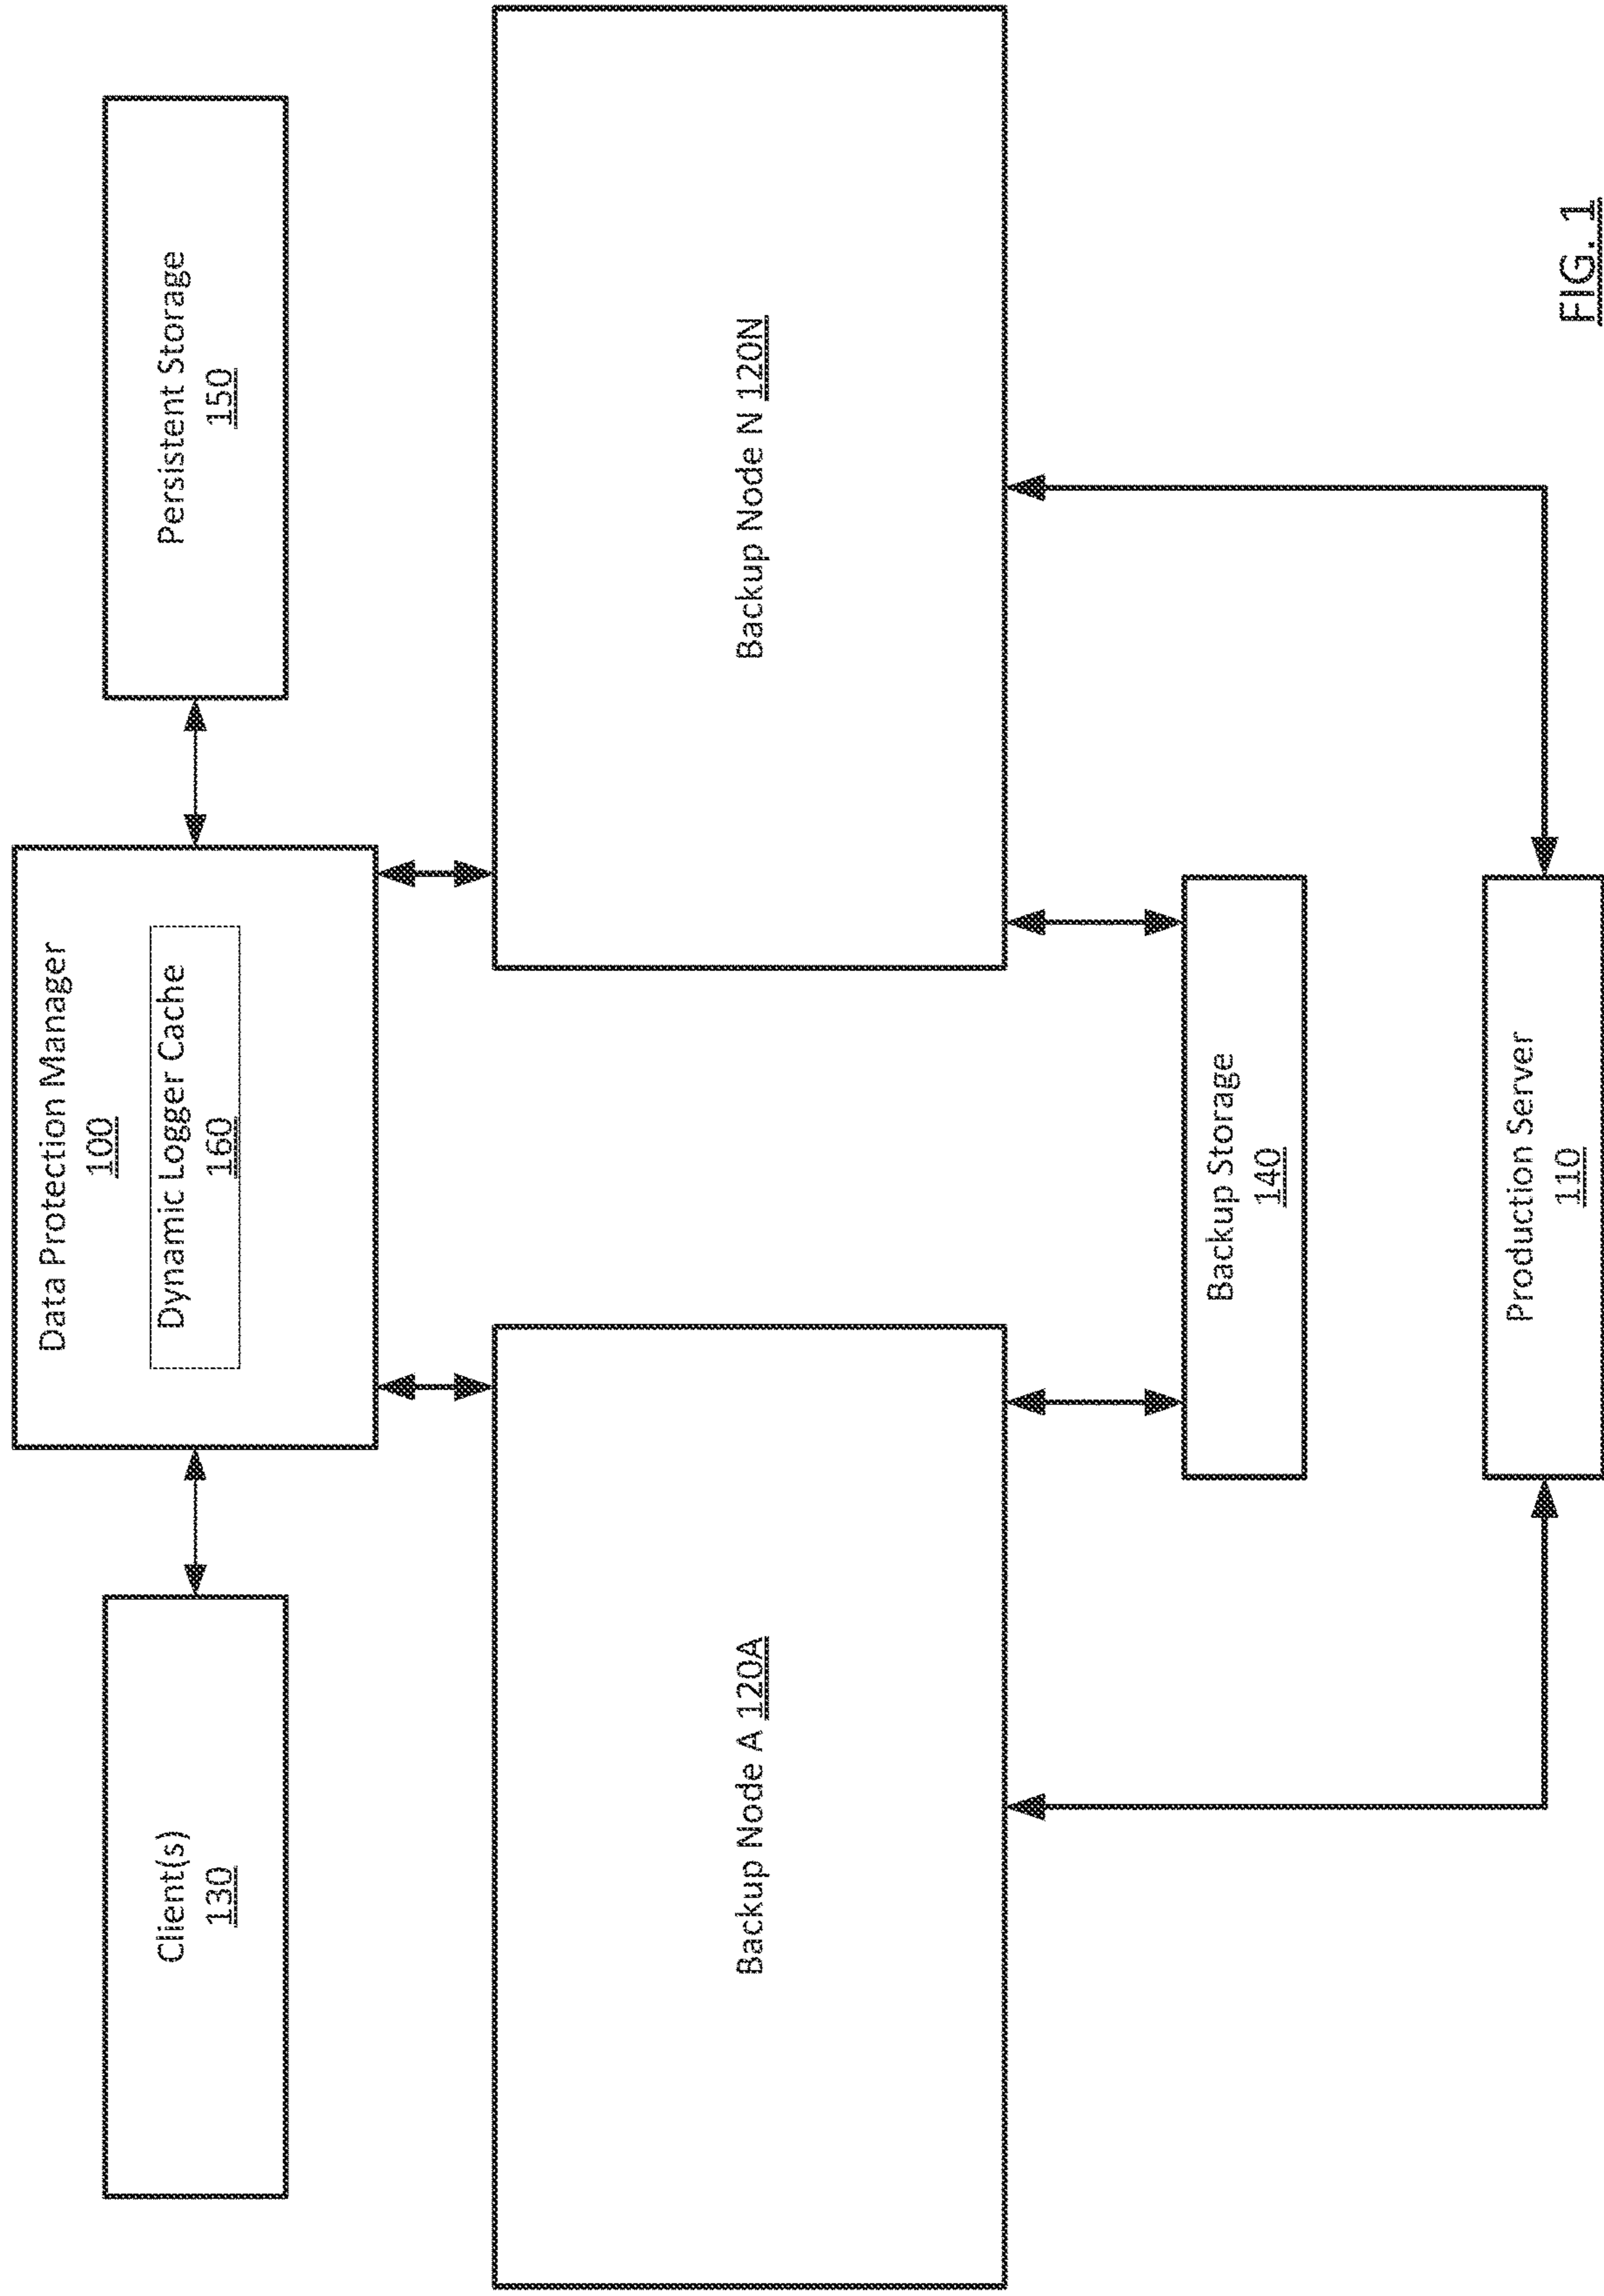 Data Protection Manager
100
Dynamic Logger Cache
160
Client(s)
130
Persistent Storage
150
Backup Node A 120A
Backup Node N 120N
Backup Storage
140
Production Server
110
FIG. 1